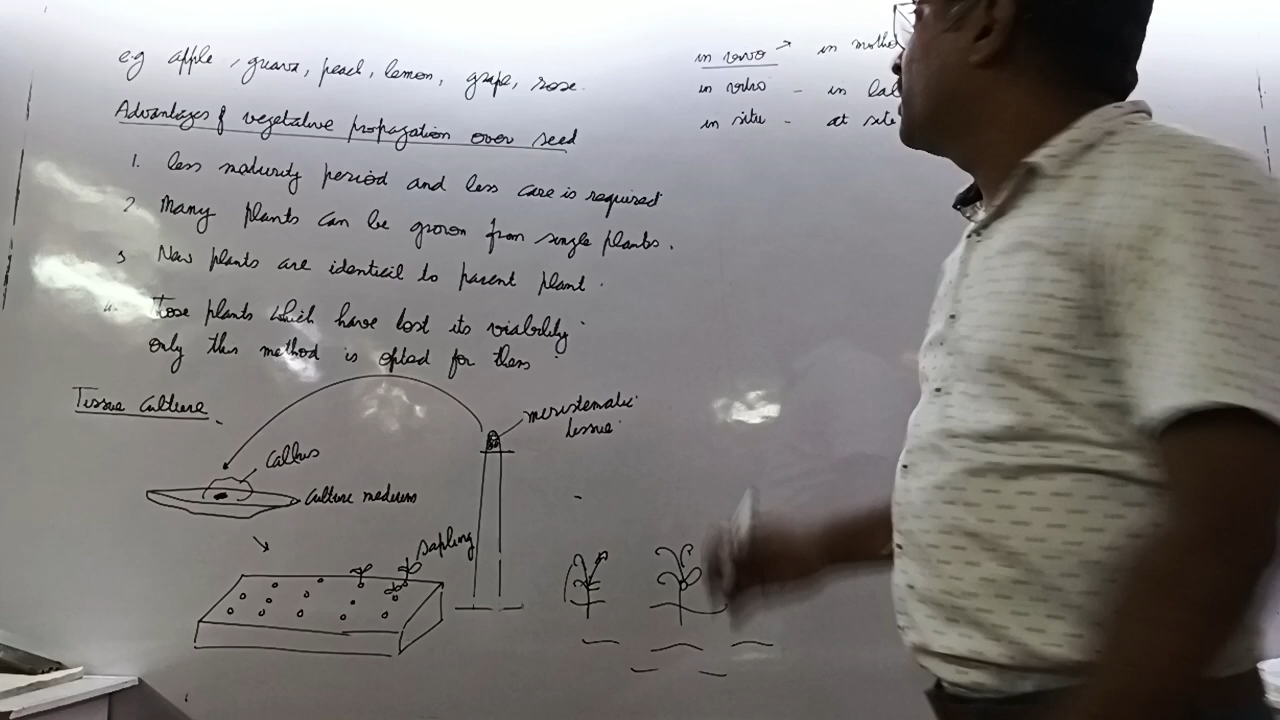 e.g apple, guava, peach, lemon, grape, rose.
Advantages of vegetative propagation over seed
1. less maturity period and less care is required
2. Many plants can be grown from single plants.
3 New plants are identical to parent plant.
4. Tose plants which have lost its viability
only this method is opted for them
Tissue culture
meristematic
tissue
callus
culture medium
sapling
in vivo → in mothe
in vitro - in lab
in situ - at site